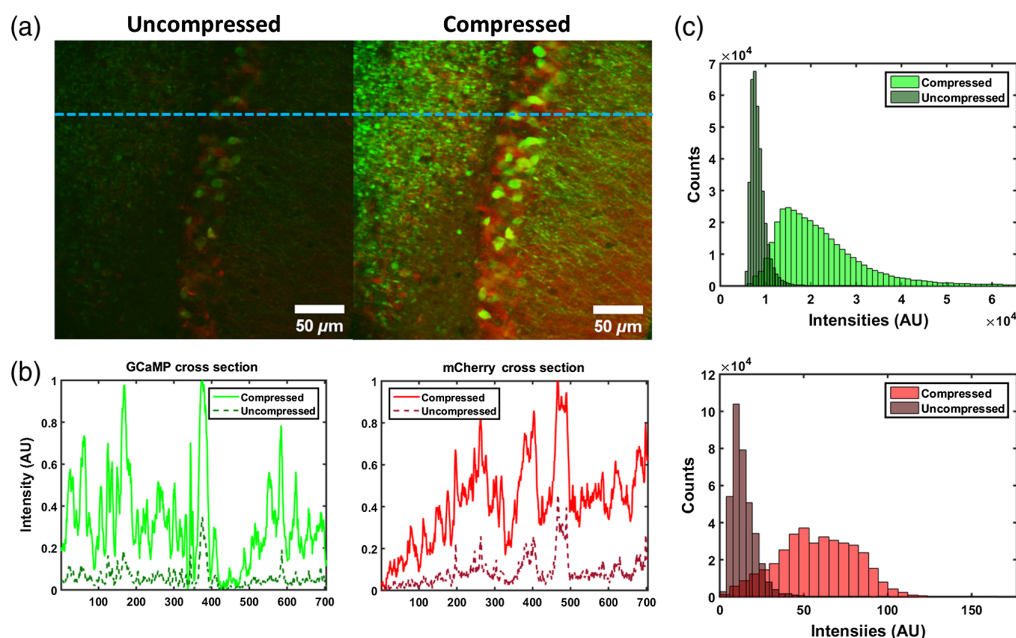 (a)
Uncompressed
Compressed
50 µm
50 µm
(b)
GCaMP cross section
Compressed
Uncompressed
Intensity (AU)
1
0.8
0.6
0.4
0.2
0
100 200 300 400 500 600 700
mCherry cross section
Compressed
Uncompressed
1
0.8
0.6
0.4
0.2
0
100 200 300 400 500 600 700
(c)
×10⁴
Compressed
Uncompressed
Counts
7
6
5
4
3
2
1
0
0 1 2 3 4 5 6
Intensities (AU)
×10⁴
×10⁴
Compressed
Uncompressed
Counts
12
10
8
6
4
2
0
0 50 100 150
Intensiies (AU)